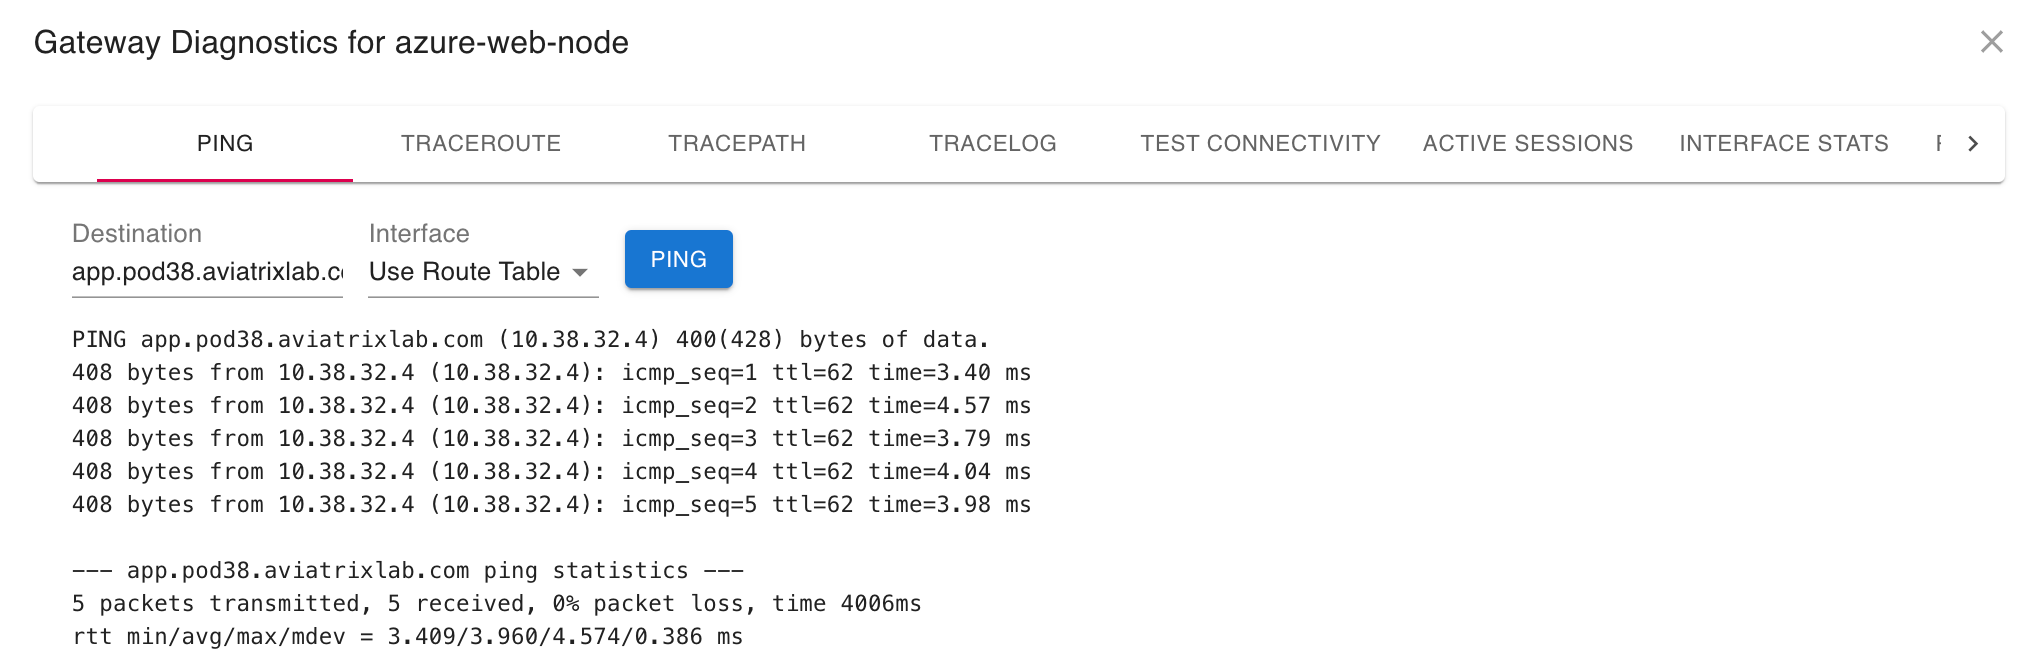 Gateway Diagnostics for azure-web-node
PING TRACEROUTE TRACEPATH TRACELOG TEST CONNECTIVITY ACTIVE SESSIONS INTERFACE STATS
Destination Interface
app.pod38.aviatrixlab.c Use Route Table PING
PING app.pod38.aviatrixlab.com (10.38.32.4) 400(428) bytes of data.
408 bytes from 10.38.32.4 (10.38.32.4): icmp_seq=1 ttl=62 time=3.40 ms
408 bytes from 10.38.32.4 (10.38.32.4): icmp_seq=2 ttl=62 time=4.57 ms
408 bytes from 10.38.32.4 (10.38.32.4): icmp_seq=3 ttl=62 time=3.79 ms
408 bytes from 10.38.32.4 (10.38.32.4): icmp_seq=4 ttl=62 time=4.04 ms
408 bytes from 10.38.32.4 (10.38.32.4): icmp_seq=5 ttl=62 time=3.98 ms
--- app.pod38.aviatrixlab.com ping statistics ---
5 packets transmitted, 5 received, 0% packet loss, time 4006ms
rtt min/avg/max/mdev = 3.409/3.960/4.574/0.386 ms